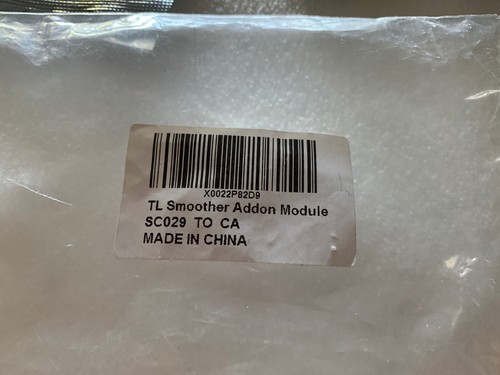 X0022P82D9
TL Smoother Addon Module
SC029 TO CA
MADE IN CHINA